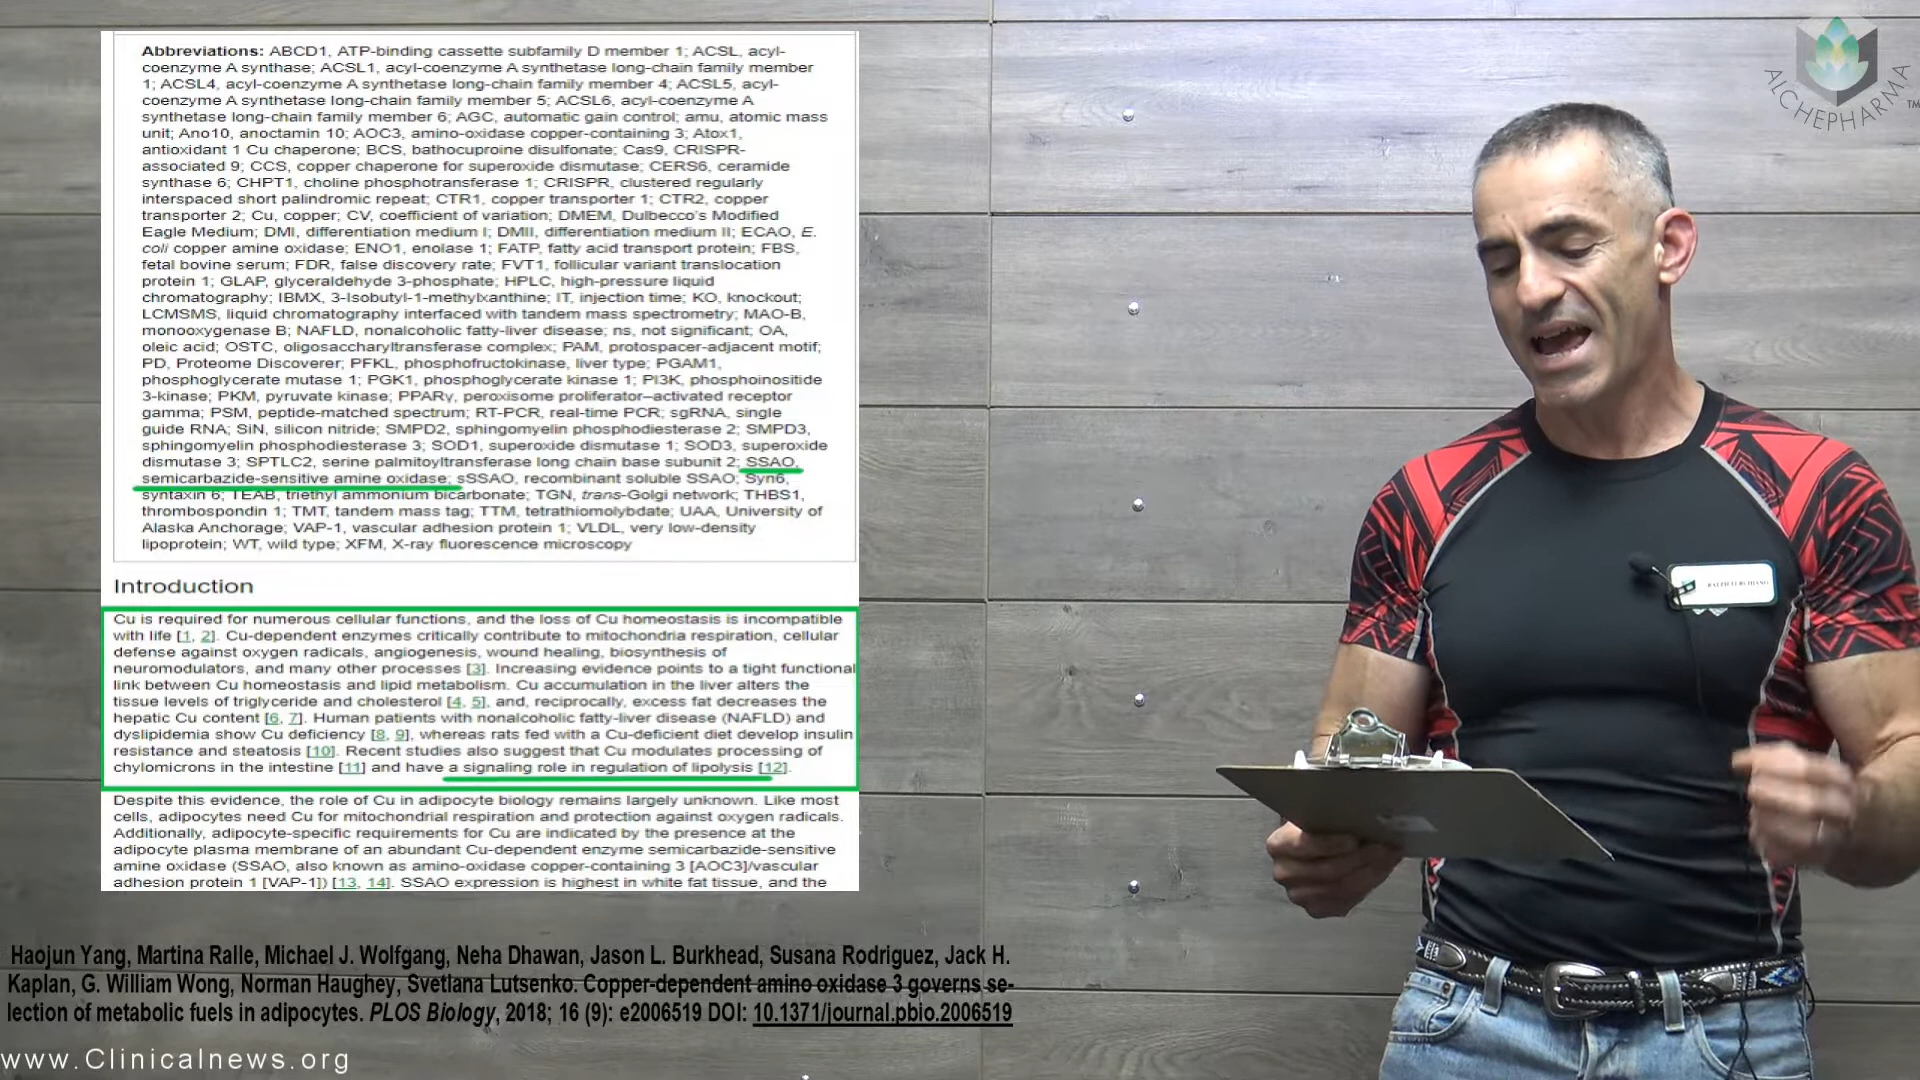 Abbreviations: ABCD1, ATP-binding cassette subfamily D member 1; ACSL, acyl-
coenzyme A synthase; ACSL1, acyl-coenzyme A synthetase long-chain family member
1; ACSL4, acyl-coenzyme A synthetase long-chain family member 4; ACSL5, acyl-
coenzyme A synthetase long-chain family member 5; ACSL6, acyl-coenzyme A
synthetase long-chain family member 6; AGC, automatic gain control; amu, atomic mass
unit; Ano10, anoctamin 10; AOC3, amino-oxidase copper-containing 3; Atox1,
antioxidant 1 Cu chaperone; BCS, bathocuproine disulfonate; Cas9, CRISPR-
associated 9; CCS, copper chaperone for superoxide dismutase; CERS6, ceramide
synthase 6; CHPT1, choline phosphotransferase 1; CRISPR, clustered regularly
interspaced short palindromic repeat; CTR1, copper transporter 1; CTR2, copper
transporter 2; Cu, copper; CV, coefficient of variation; DMEM, Dulbecco's Modified
Eagle Medium; DMI, differentiation medium I; DMII, differentiation medium II; ECAO, E.
coli copper amine oxidase; ENO1, enolase 1; FATP, fatty acid transport protein; FBS,
fetal bovine serum; FDR, false discovery rate; FVT1, follicular variant translocation
protein 1; GLAP, glyceraldehyde 3-phosphate; HPLC, high-pressure liquid
chromatography; IBMX, 3-Isobutyl-1-methylxanthine; IT, injection time; KO, knockout;
LCMSMS, liquid chromatography interfaced with tandem mass spectrometry; MAO-B,
monooxygenase B; NAFLD, nonalcoholic fatty-liver disease; ns, not significant; OA,
oleic acid; OSTC, oligosaccharyltransferase complex; PAM, protospacer-adjacent motif;
PD, Proteome Discoverer; PFKL, phosphofructokinase, liver type; PGAM1,
phosphoglycerate mutase 1; PGK1, phosphoglycerate kinase 1; PI3K, phosphoinositide
3-kinase; PKM, pyruvate kinase; PPARγ, peroxisome proliferator–activated receptor
gamma; PSM, peptide-matched spectrum; RT-PCR, real-time PCR; sgRNA, single
guide RNA; SiN, silicon nitride; SMPD2, sphingomyelin phosphodiesterase 2; SMPD3,
sphingomyelin phosphodiesterase 3; SOD1, superoxide dismutase 1; SOD3, superoxide
dismutase 3; SPTLC2, serine palmitoyltransferase long chain base subunit 2; SSAO,
semicarbazide-sensitive amine oxidase; sSSAO, recombinant soluble SSAO; Syn6,
syntaxin 6; TEAB, triethyl ammonium bicarbonate; TGN, trans-Golgi network; THBS1,
thrombospondin 1; TMT, tandem mass tag; TTM, tetrathiomolybdate; UAA, University of
Alaska Anchorage; VAP-1, vascular adhesion protein 1; VLDL, very low-density
lipoprotein; WT, wild type; XFM, X-ray fluorescence microscopy
Introduction
Cu is required for numerous cellular functions, and the loss of Cu homeostasis is incompatible
with life [1, 2]. Cu-dependent enzymes critically contribute to mitochondria respiration, cellular
defense against oxygen radicals, angiogenesis, wound healing, biosynthesis of
neuromodulators, and many other processes [3]. Increasing evidence points to a tight functional
link between Cu homeostasis and lipid metabolism. Cu accumulation in the liver alters the
tissue levels of triglyceride and cholesterol [4, 5], and, reciprocally, excess fat decreases the
hepatic Cu content [6, 7]. Human patients with nonalcoholic fatty-liver disease (NAFLD) and
dyslipidemia show Cu deficiency [8, 9], whereas rats fed with a Cu-deficient diet develop insulin
resistance and steatosis [10]. Recent studies also suggest that Cu modulates processing of
chylomicrons in the intestine [11] and have a signaling role in regulation of lipolysis [12].
Despite this evidence, the role of Cu in adipocyte biology remains largely unknown. Like most
cells, adipocytes need Cu for mitochondrial respiration and protection against oxygen radicals.
Additionally, adipocyte-specific requirements for Cu are indicated by the presence at the
adipocyte plasma membrane of an abundant Cu-dependent enzyme semicarbazide-sensitive
amine oxidase (SSAO, also known as amino-oxidase copper-containing 3 [AOC3]/vascular
adhesion protein 1 [VAP-1]) [13, 14]. SSAO expression is highest in white fat tissue, and the
Haojun Yang, Martina Ralle, Michael J. Wolfgang, Neha Dhawan, Jason L. Burkhead, Susana Rodriguez, Jack H.
Kaplan, G. William Wong, Norman Haughey, Svetlana Lutsenko. Copper-dependent amino oxidase 3 governs se-
lection of metabolic fuels in adipocytes. PLOS Biology, 2018; 16 (9): e2006519 DOI: 10.1371/journal.pbio.2006519
www.Clinicalnews.org
ALCHEPHARMA
TM